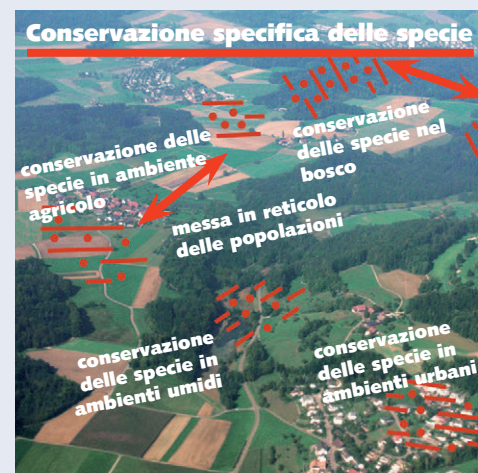 Conservazione specifica delle specie
conservazione
delle specie nel
bosco
conservazione delle
specie in ambiente
agricolo
messa in reticolo
delle popolazioni
conservazione
delle specie in
ambienti umidi
conservazione
delle specie in
ambienti urbani